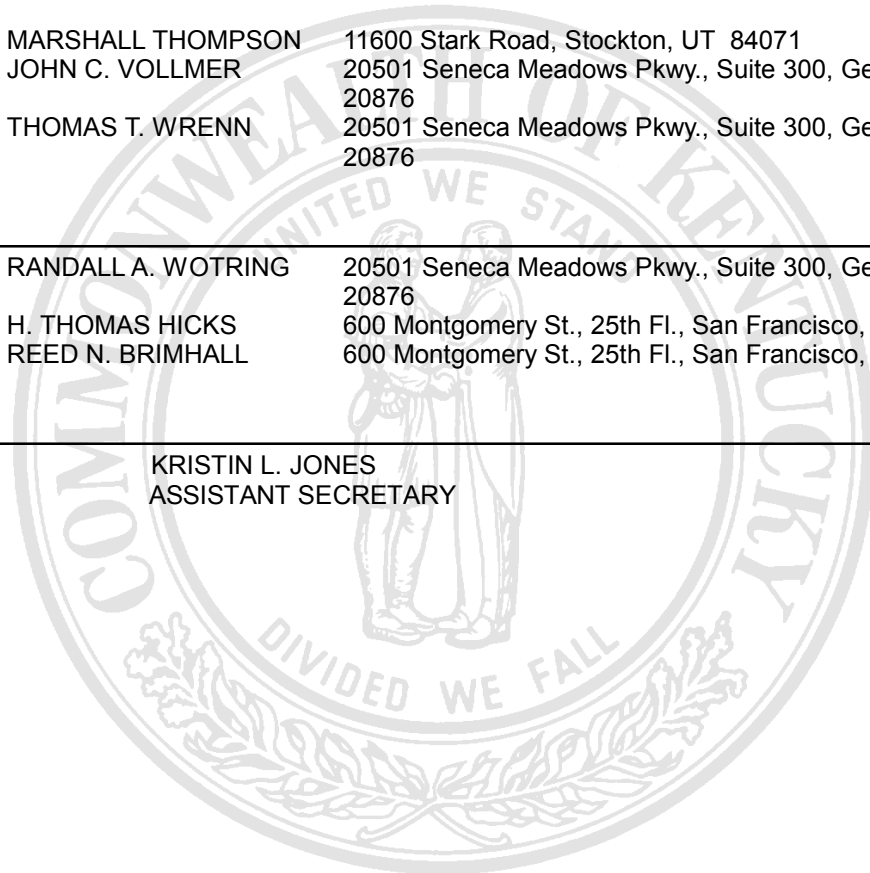 MARSHALL THOMPSON 11600 Stark Road, Stockton, UT 84071
JOHN C. VOLLMER 20501 Seneca Meadows Pkwy., Suite 300, Ge
20876
THOMAS T. WRENN 20501 Seneca Meadows Pkwy., Suite 300, Ge
20876
RANDALL A. WOTRING 20501 Seneca Meadows Pkwy., Suite 300, Ge
20876
H. THOMAS HICKS 600 Montgomery St., 25th Fl., San Francisco,
REED N. BRIMHALL 600 Montgomery St., 25th Fl., San Francisco,
KRISTIN L. JONES
ASSISTANT SECRETARY
COMMONWEALTH OF KENTUCKY
UNITED WE STAND
DIVIDED WE FALL